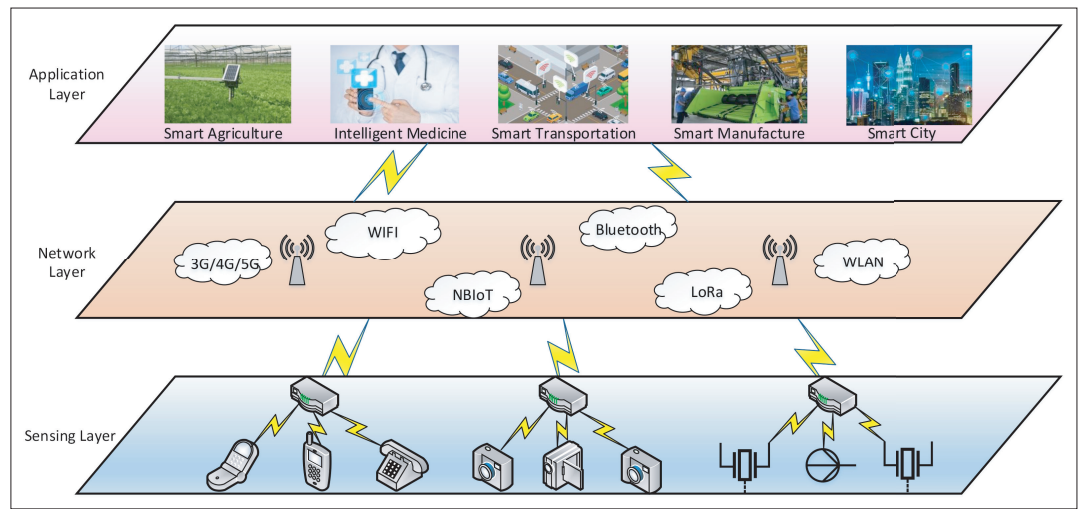 Application
Layer
Smart Agriculture
Intelligent Medicine
Smart Transportation
Smart Manufacture
Smart City
Network
Layer
3G/4G/5G
WIFI
NBIoT
Bluetooth
LoRa
WLAN
Sensing Layer